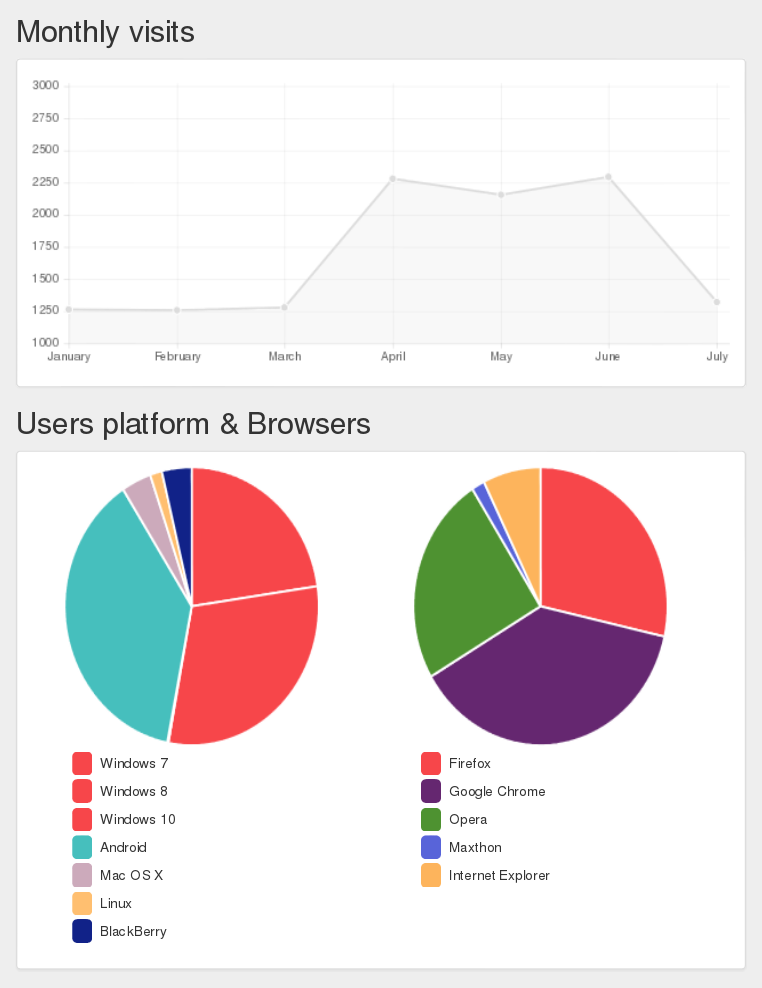 Monthly visits
3000
2750
2500
2250
2000
1750
1500
1250
1000
January February March April May June July
Users platform & Browsers
Windows 7
Windows 8
Windows 10
Android
Mac OS X
Linux
BlackBerry
Firefox
Google Chrome
Opera
Maxthon
Internet Explorer